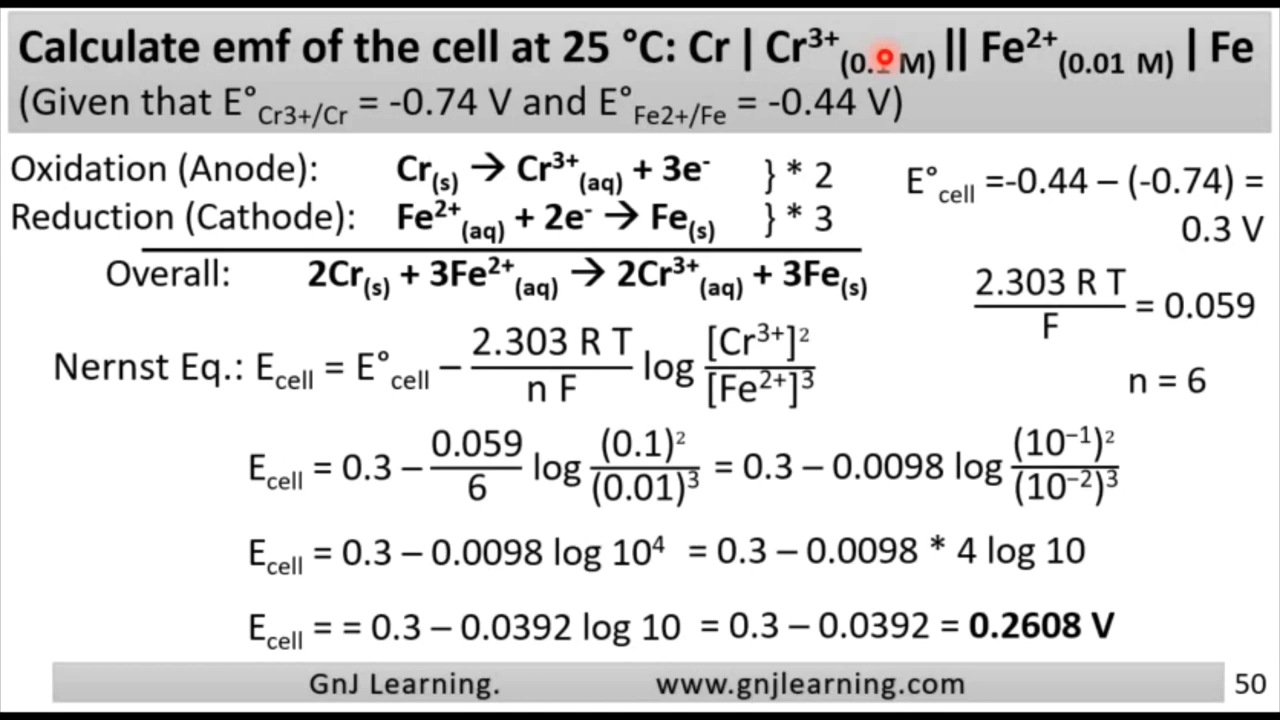 Calculate emf of the cell at 25 °C: Cr | Cr³⁺(0. M) || Fe²⁺(0.01 M) | Fe
(Given that E°Cr3+/Cr = -0.74 V and E°Fe2+/Fe = -0.44 V)
Oxidation (Anode): Cr(s) → Cr³⁺(aq) + 3e⁻ } * 2
E°cell =-0.44 – (-0.74) =
0.3 V
Reduction (Cathode): Fe²⁺(aq) + 2e⁻ → Fe(s) } * 3
Overall: 2Cr(s) + 3Fe²⁺(aq) → 2Cr³⁺(aq) + 3Fe(s)
2.303 R T / F = 0.059
Nernst Eq.: Ecell = E°cell − 2.303 R T / n F log [Cr³⁺]² / [Fe²⁺]³
n = 6
Ecell = 0.3 – 0.059 / 6 log (0.1)² / (0.01)³ = 0.3 – 0.0098 log (10⁻¹)² / (10⁻²)³
Ecell = 0.3 – 0.0098 log 10⁴ = 0.3 – 0.0098 * 4 log 10
Ecell = = 0.3 – 0.0392 log 10 = 0.3 – 0.0392 = 0.2608 V
GnJ Learning. www.gnjlearning.com 50